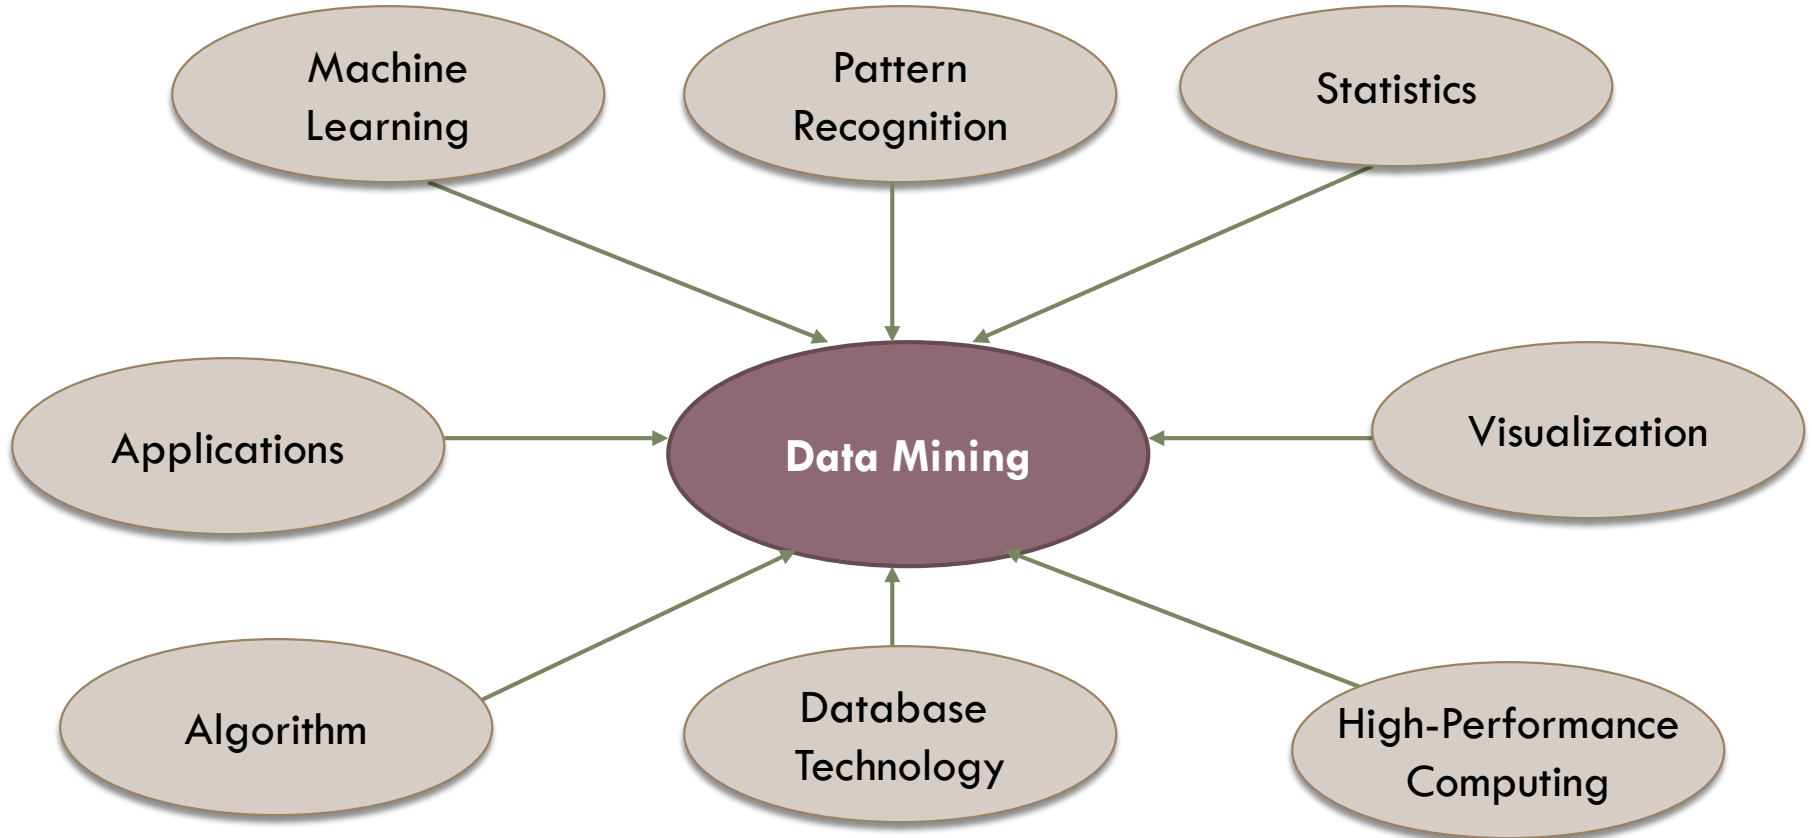 Machine
Learning
Pattern
Recognition
Statistics
Applications
Data Mining
Visualization
Algorithm
Database
Technology
High-Performance
Computing